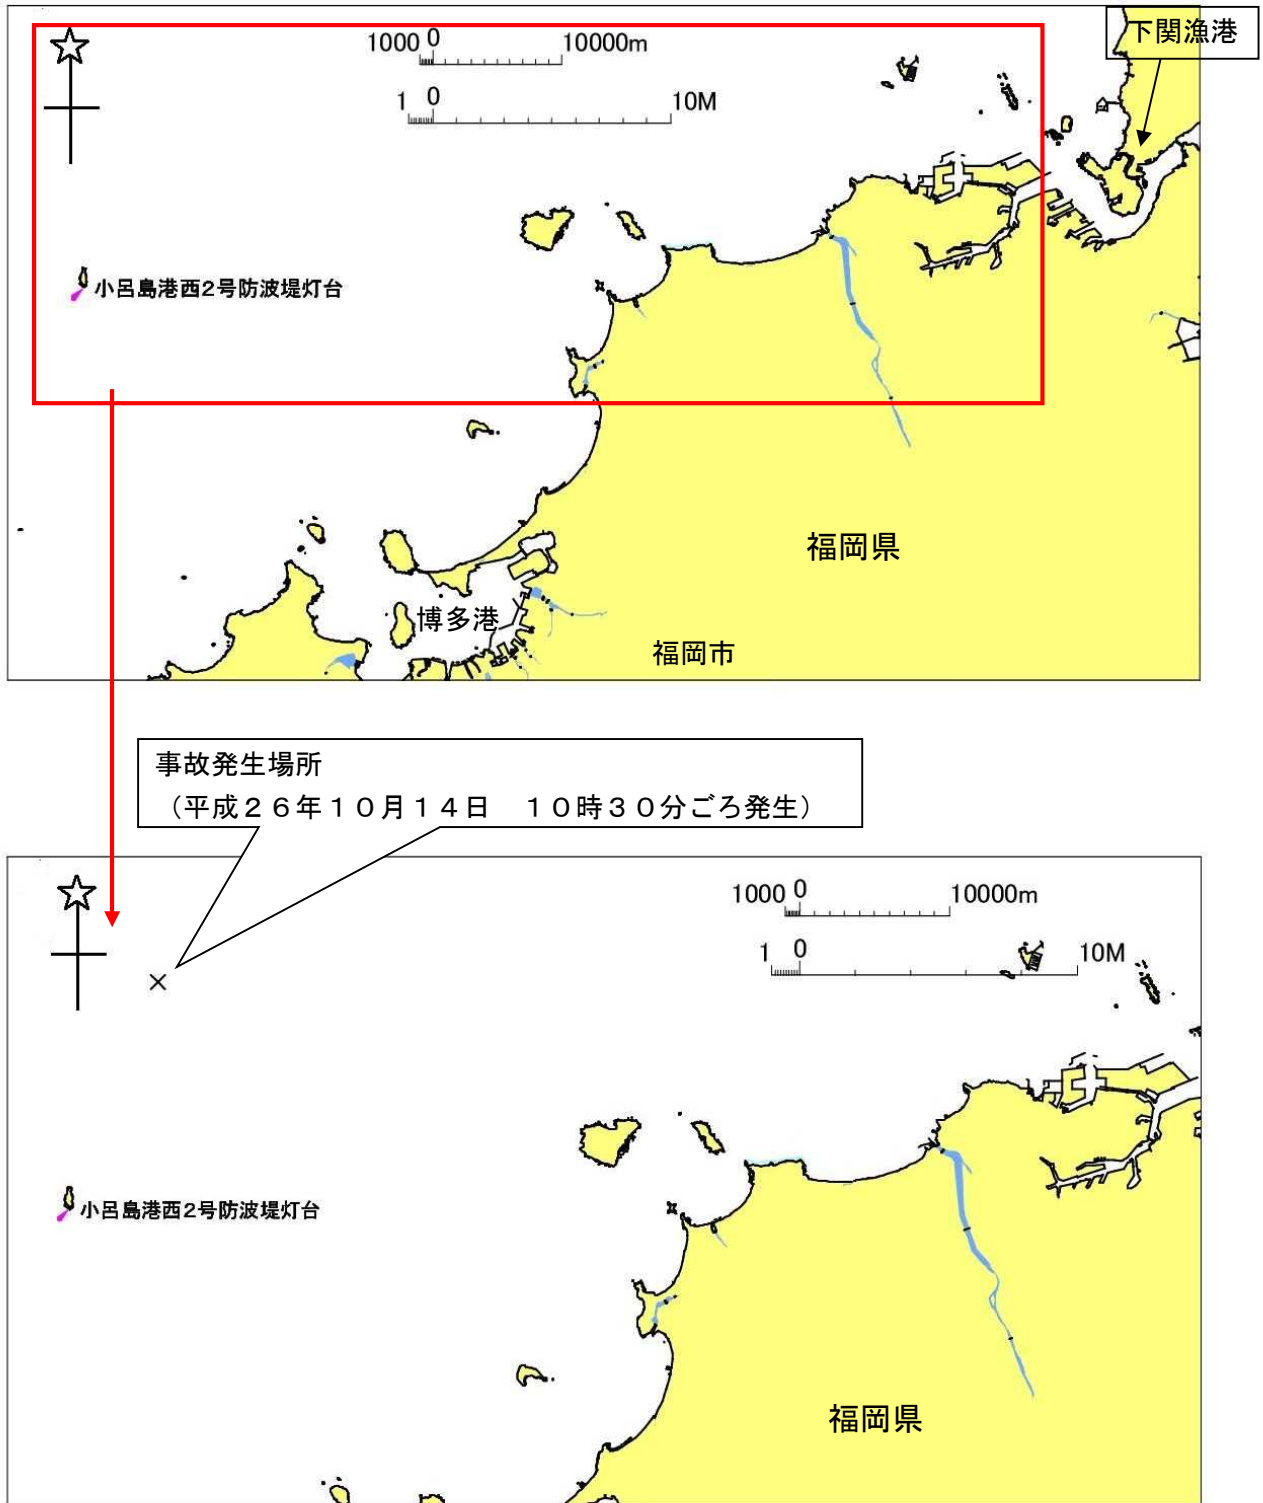 下関漁港
1000 0 10000m
1 0 10M
小呂島港西2号防波堤灯台
福岡県
博多港
福岡市
事故発生場所
（平成２６年１０月１４日　１０時３０分ごろ発生）
1000 0 10000m
1 0 10M
小呂島港西2号防波堤灯台
福岡県